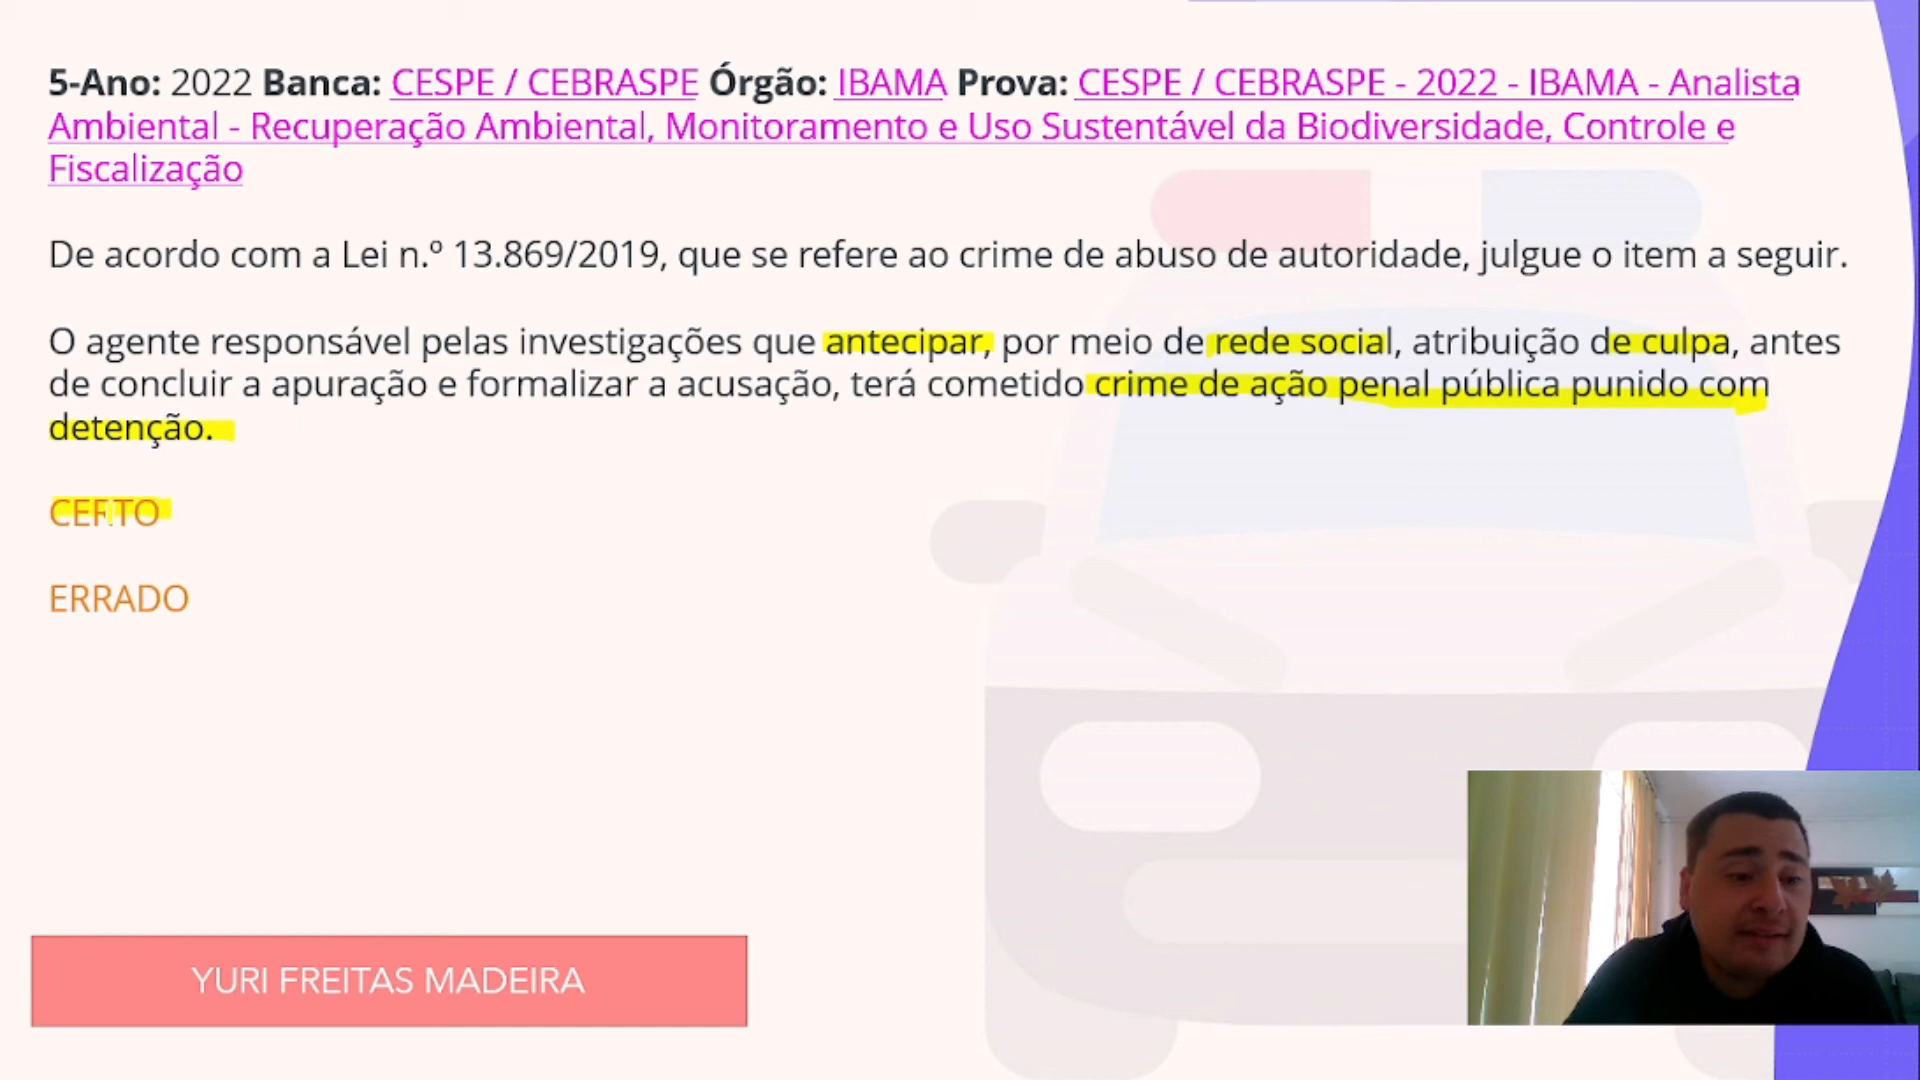 5-Ano: 2022 Banca: CESPE / CEBRASPE Órgão: IBAMA Prova: CESPE / CEBRASPE - 2022 - IBAMA - Analista
Ambiental - Recuperação Ambiental, Monitoramento e Uso Sustentável da Biodiversidade, Controle e
Fiscalização
De acordo com a Lei n.º 13.869/2019, que se refere ao crime de abuso de autoridade, julgue o item a seguir.
O agente responsável pelas investigações que antecipar, por meio de rede social, atribuição de culpa, antes
de concluir a apuração e formalizar a acusação, terá cometido crime de ação penal pública punido com
detenção.
CERTO
ERRADO
YURI FREITAS MADEIRA